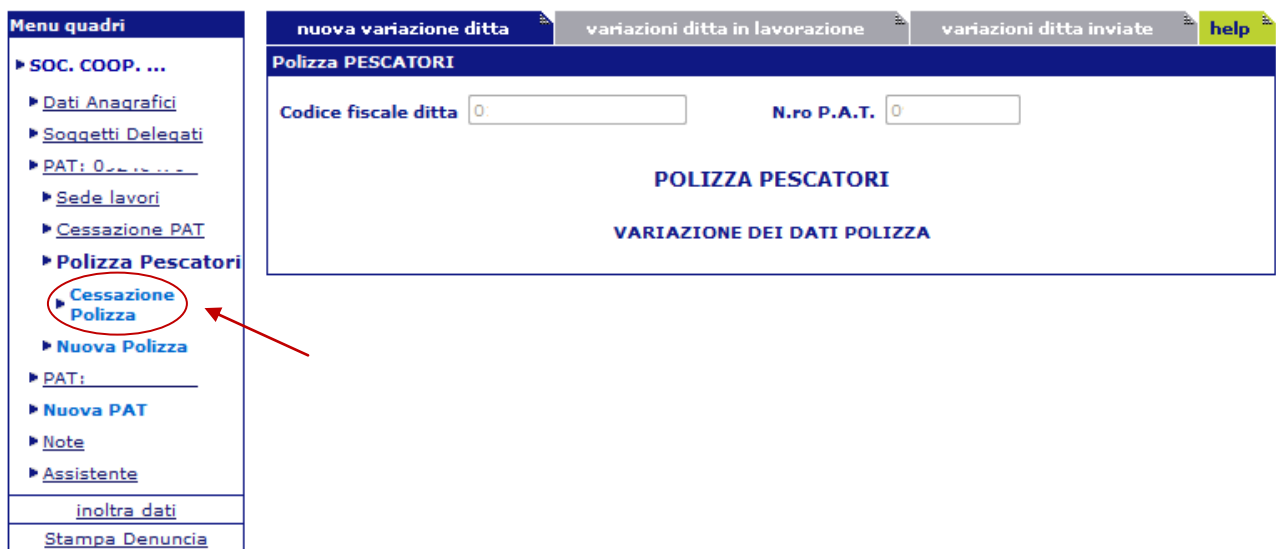 Menu quadri
SOC. COOP. ...
Dati Anagrafici
Soggetti Delegati
PAT: 0
Sede lavori
Cessazione PAT
Polizza Pescatori
Cessazione
Polizza
Nuova Polizza
PAT:
Nuova PAT
Note
Assistente
inoltra dati
Stampa Denuncia
nuova variazione ditta variazioni ditta in lavorazione variazioni ditta inviate help
Polizza PESCATORI
Codice fiscale ditta 0 N.ro P.A.T. 0
POLIZZA PESCATORI
VARIAZIONE DEI DATI POLIZZA